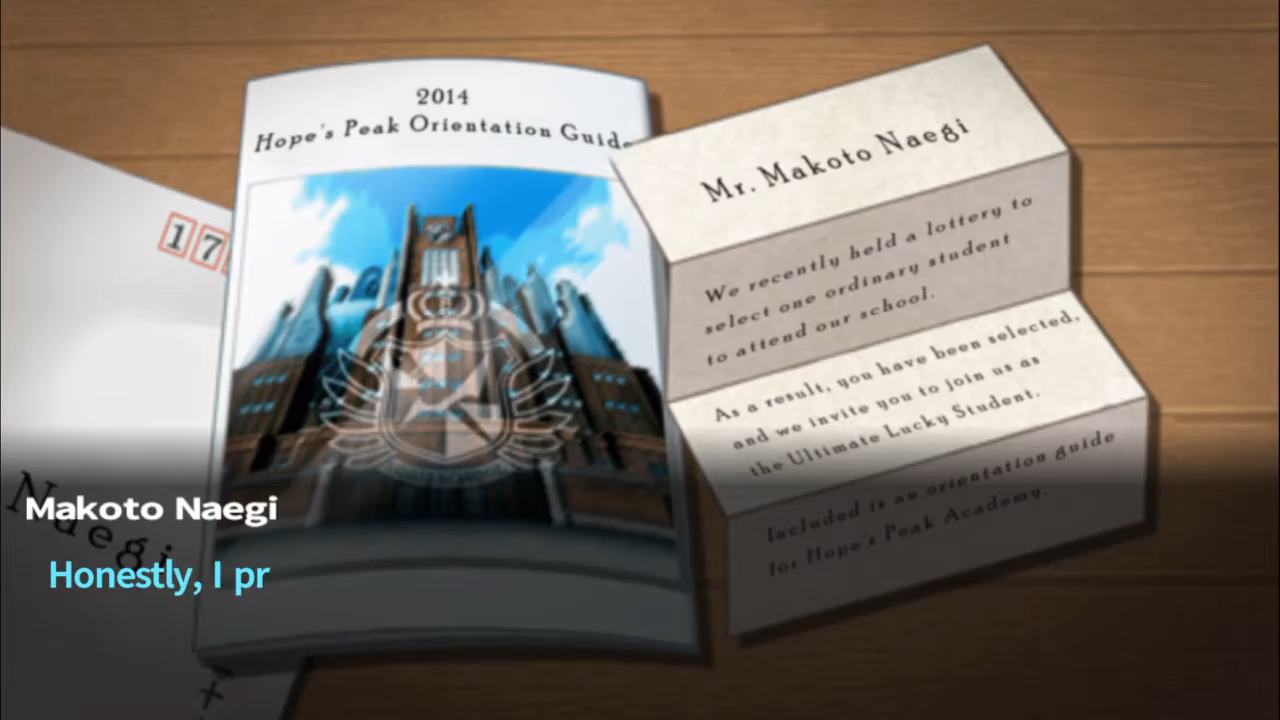 2014
Hope's Peak Orientation Guide
17
Mr. Makoto Naegi
We recently held a lottery to
select one ordinary student
to attend our school.
As a result, you have been selected,
and we invite you to join us as
the Ultimate Lucky Student.
Included is an orientation guide
for Hope's Peak Academy.
Naegi
Makoto Naegi
Honestly, I pr